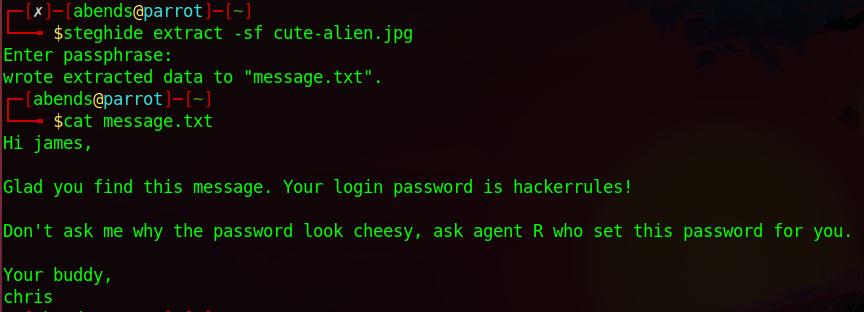 ┌─[✗]─[abends@parrot]─[~]
└──╼ $steghide extract -sf cute-alien.jpg
Enter passphrase:
wrote extracted data to "message.txt".
┌─[abends@parrot]─[~]
└──╼ $cat message.txt
Hi james,
Glad you find this message. Your login password is hackerrules!
Don't ask me why the password look cheesy, ask agent R who set this password for you.
Your buddy,
chris